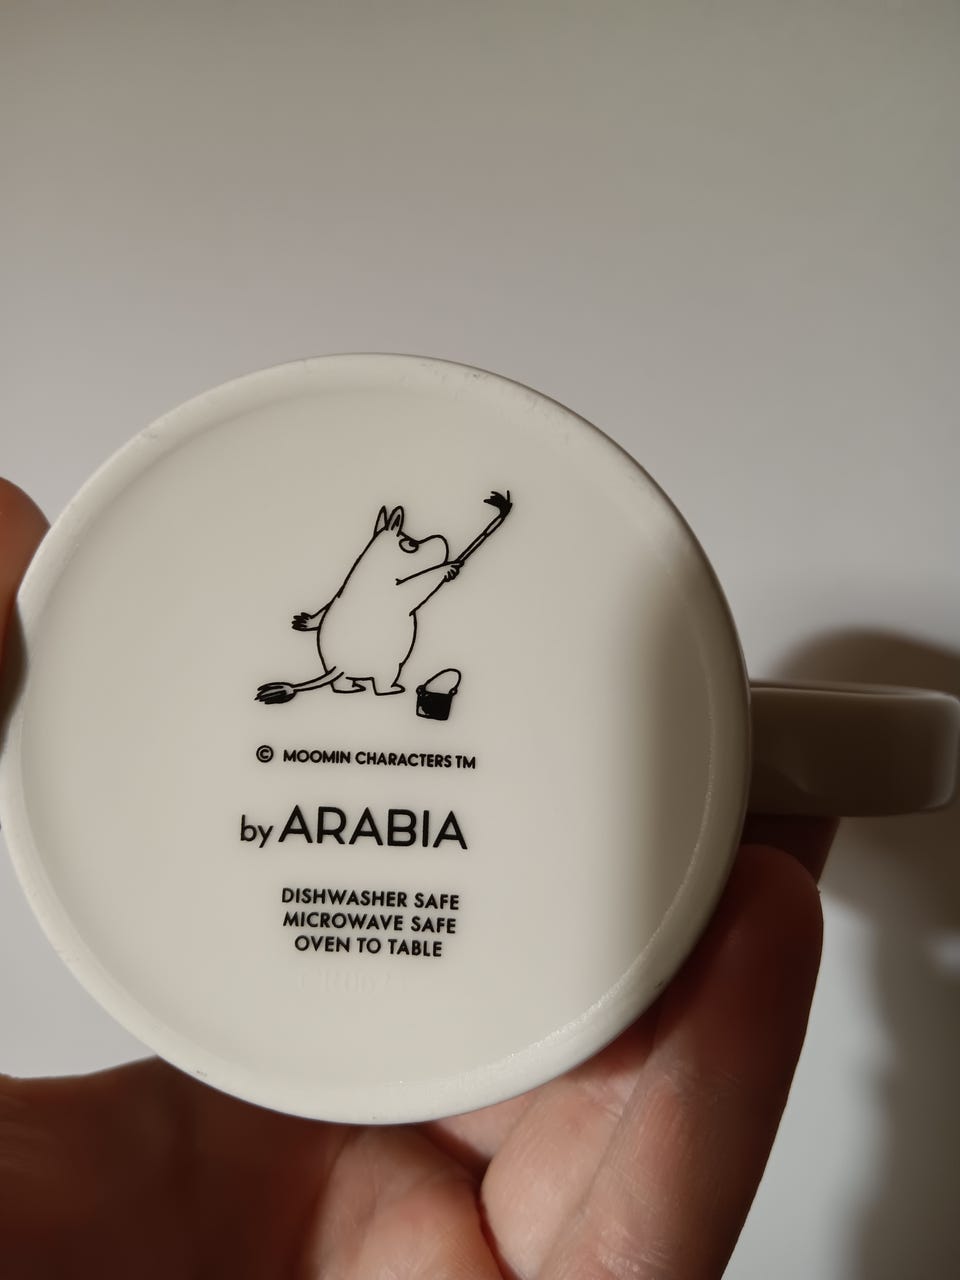 © MOOMIN CHARACTERS TM
by ARABIA
DISHWASHER SAFE
MICROWAVE SAFE
OVEN TO TABLE